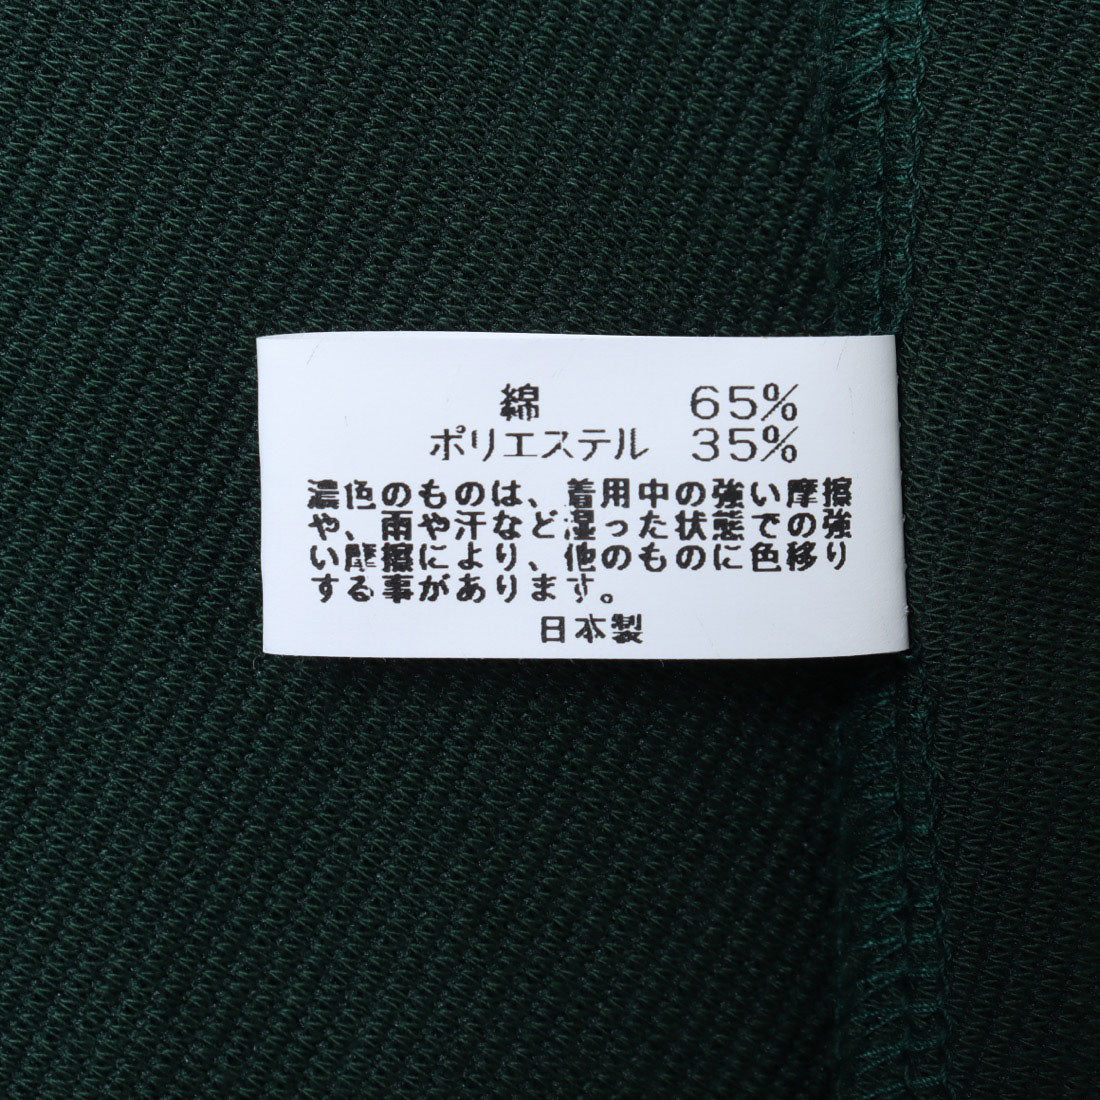 綿 65%
ポリエステル 35%
濃色のものは、着用中の強い摩擦
や、雨や汗など湿った状態での強
い摩擦により、他のものに色移り
する事があります。
日本製